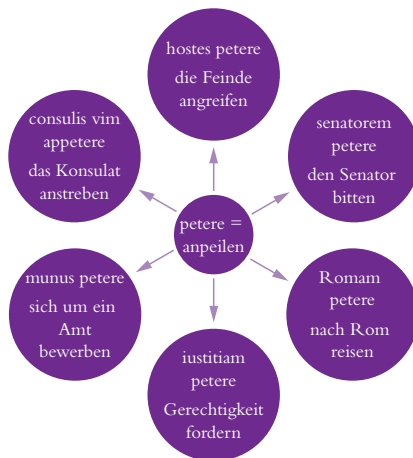 hostes petere
die Feinde
angreifen
consulis vim
appetere
das Konsulat
anstreben
senatorem
petere
den Senator
bitten
petere =
anpeilen
munus petere
sich um ein
Amt
bewerben
Romam
petere
nach Rom
reisen
iustitiam
petere
Gerechtigkeit
fordern